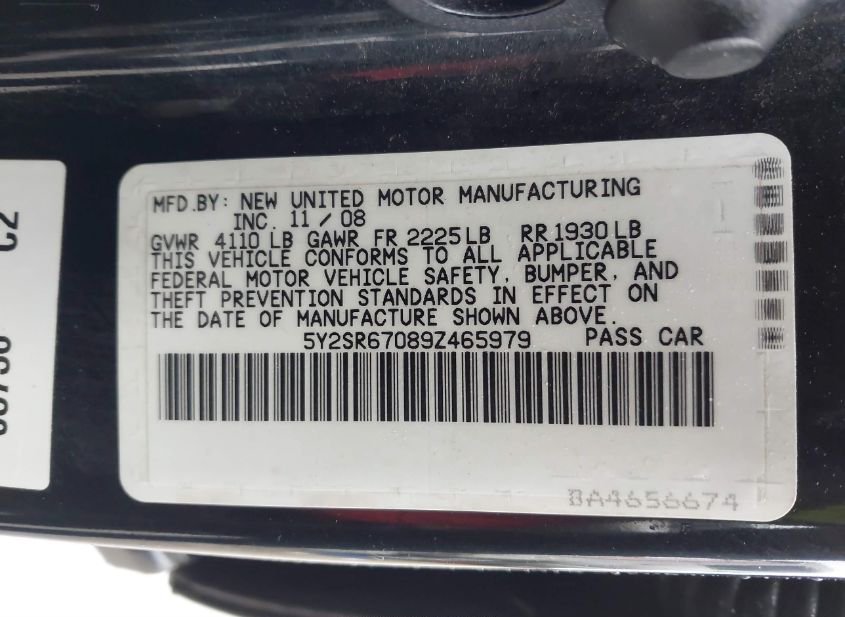 MFD.BY: NEW UNITED MOTOR MANUFACTURING
INC. 11 / 08
GVWR 4110 LB GAWR FR 2225 LB RR 1930 LB
THIS VEHICLE CONFORMS TO ALL APPLICABLE
FEDERAL MOTOR VEHICLE SAFETY, BUMPER, AND
THEFT PREVENTION STANDARDS IN EFFECT ON
THE DATE OF MANUFACTURE SHOWN ABOVE.
5Y2SR67089Z465979 PASS CAR
BA4656674
C2